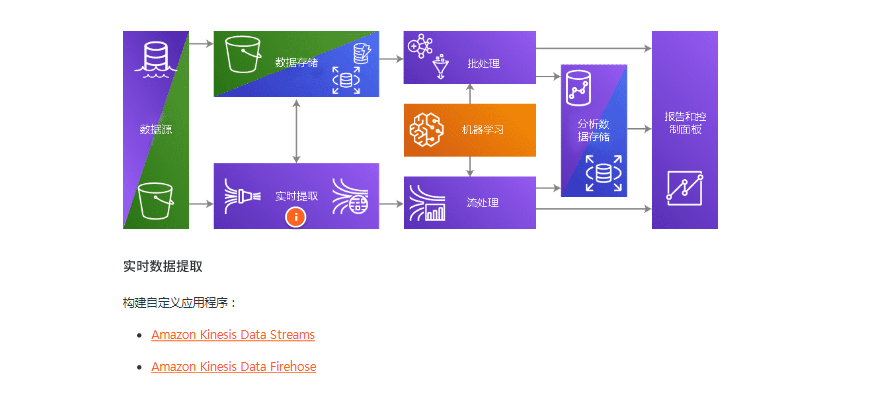 数据源
数据存储
实时提取
批处理
机器学习
流处理
分析数
据存储
报告和控
制面板
实时数据提取
构建自定义应用程序：
Amazon Kinesis Data Streams
Amazon Kinesis Data Firehose